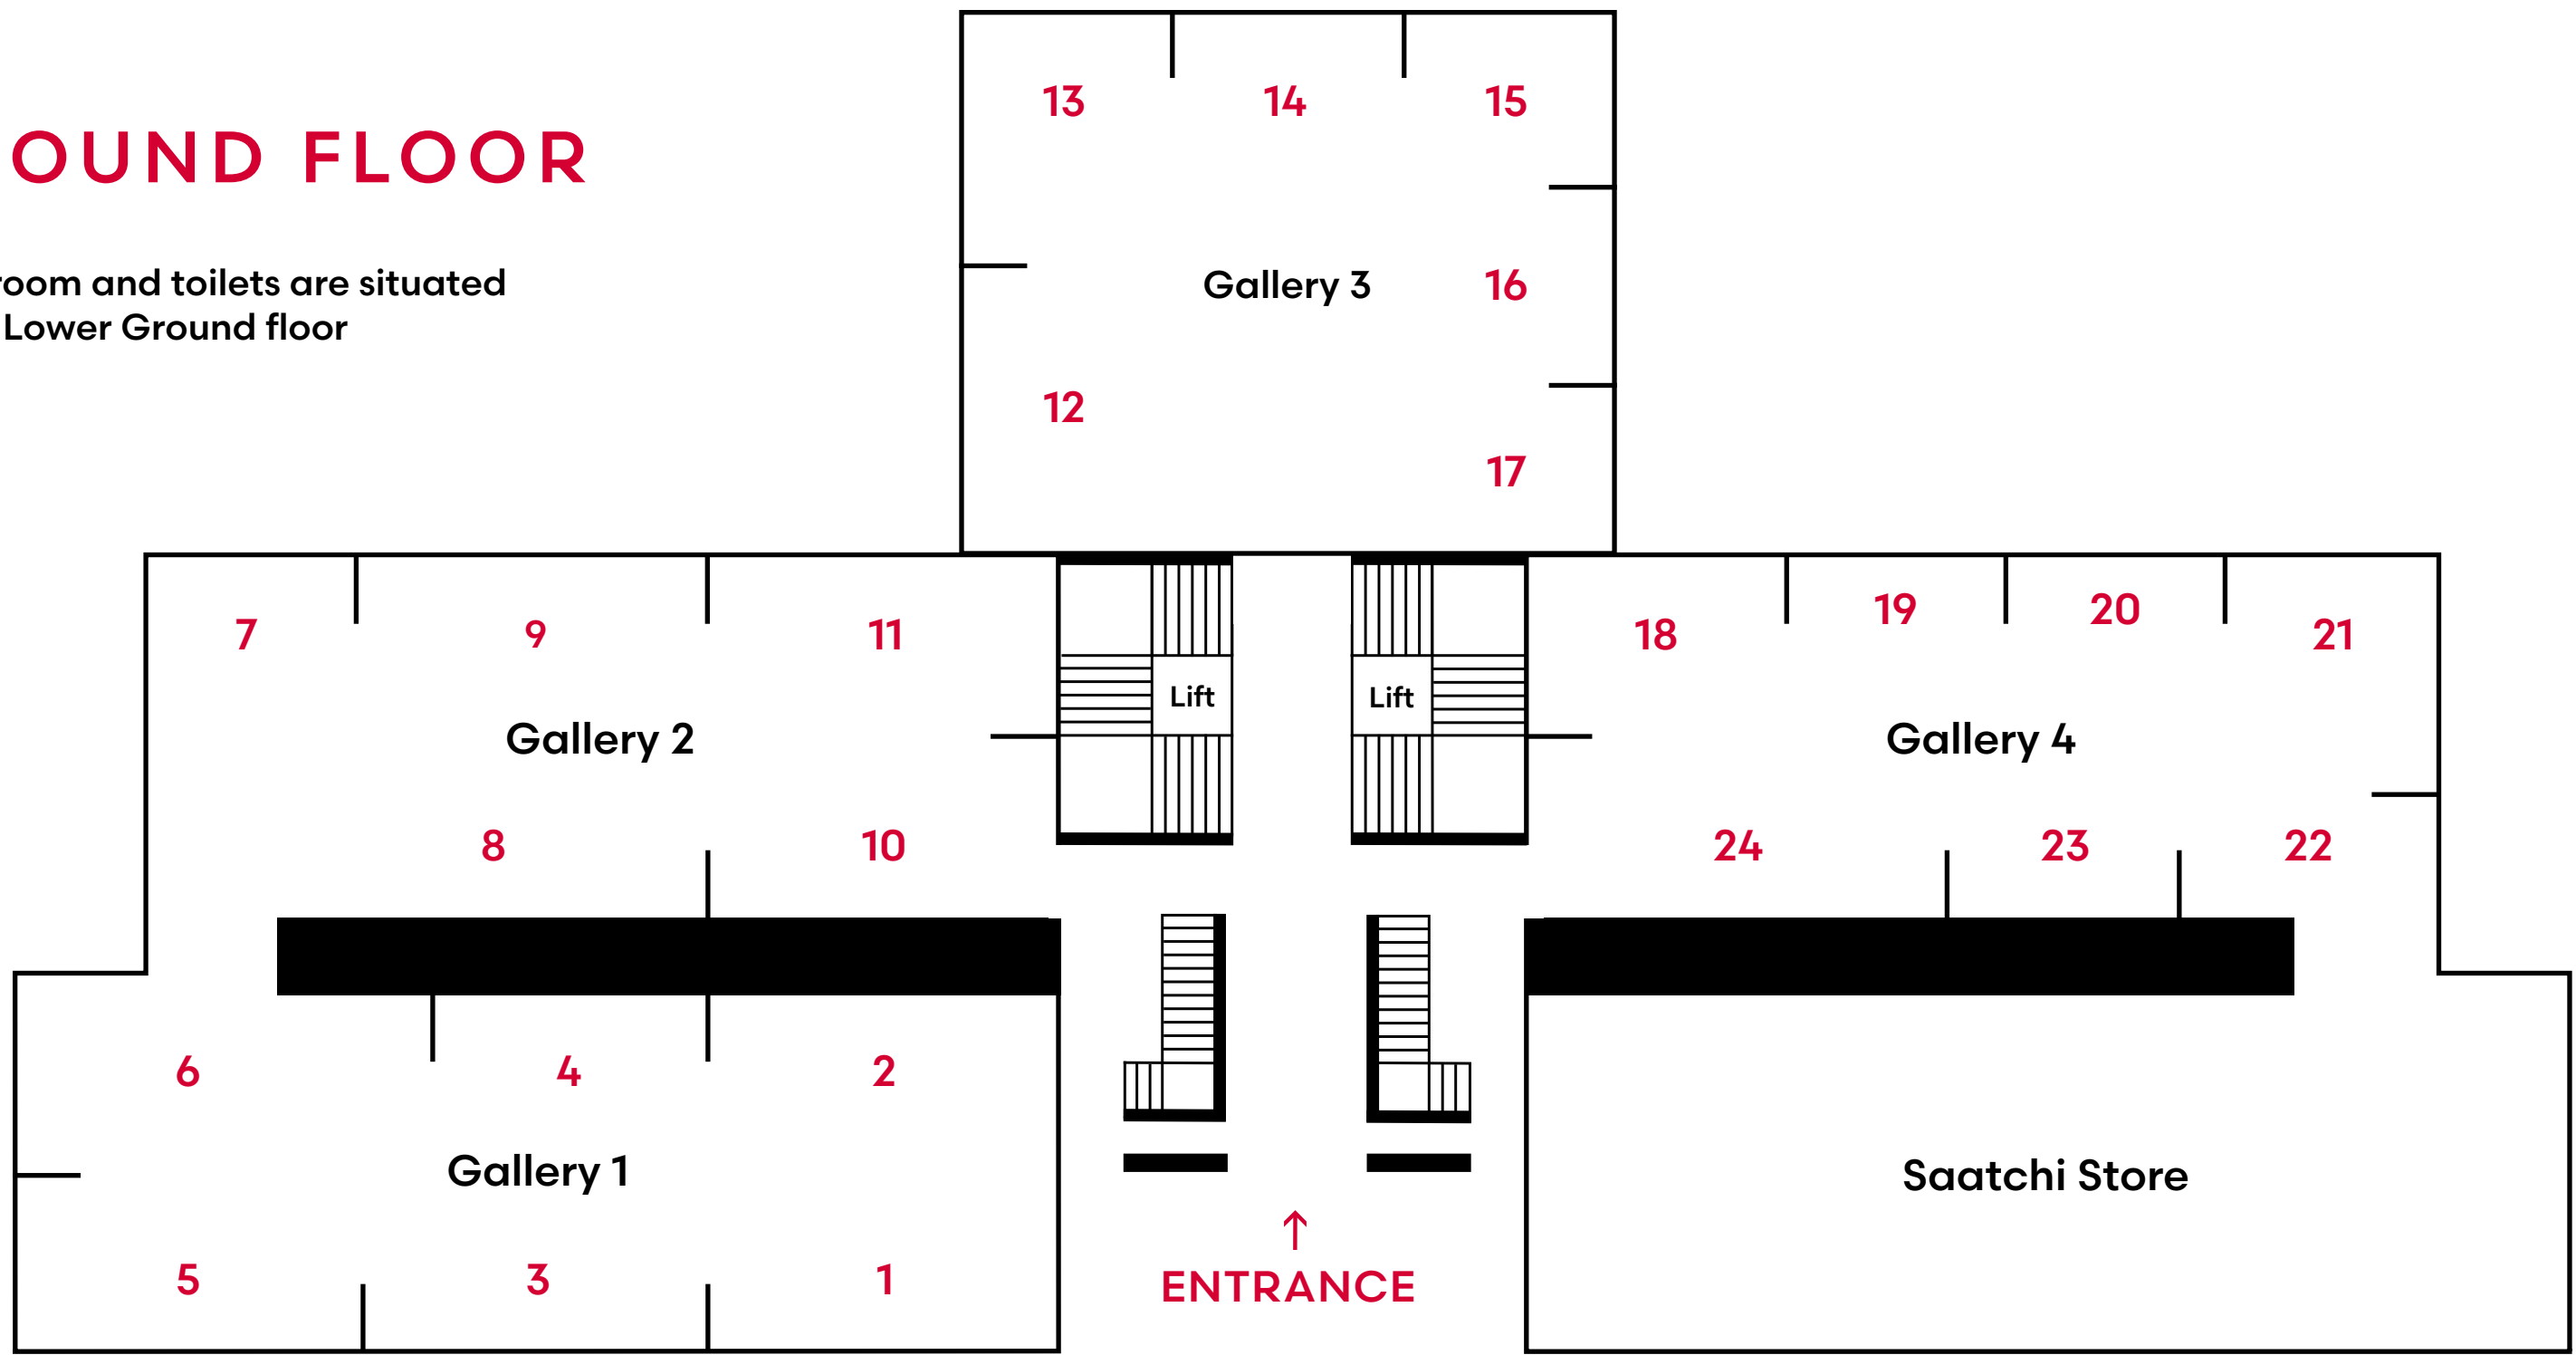 OUND FLOOR
room and toilets are situated
Lower Ground floor
13 14 15
Gallery 3 16
12
17
7 9 11 18 19 20 21
Lift Lift
Gallery 2 Gallery 4
8 10 24 23 22
6 4 2
Gallery 1 Saatchi Store
5 3 1
↑
ENTRANCE